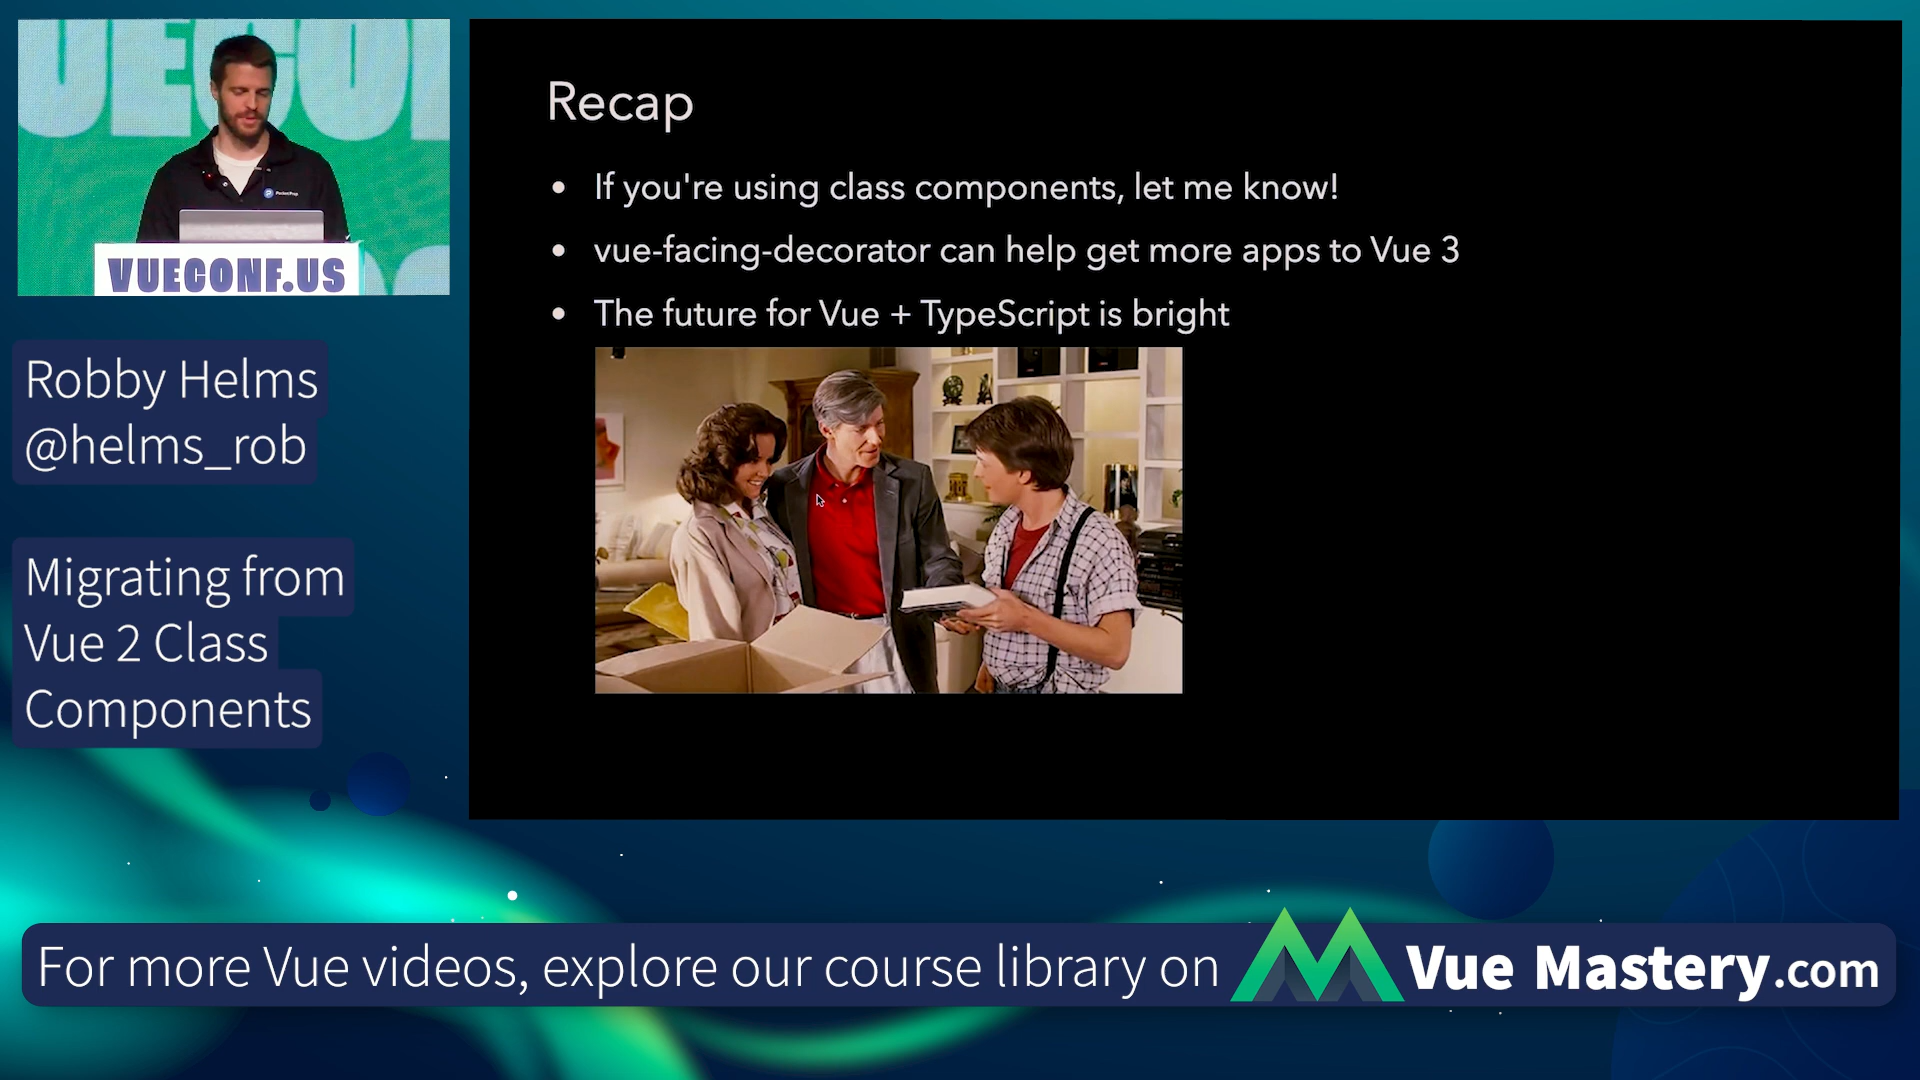 VUECONF.US
Robby Helms
@helms_rob
Migrating from
Vue 2 Class
Components
Recap
• If you're using class components, let me know!
• vue-facing-decorator can help get more apps to Vue 3
• The future for Vue + TypeScript is bright
For more Vue videos, explore our course library on Vue Mastery.com